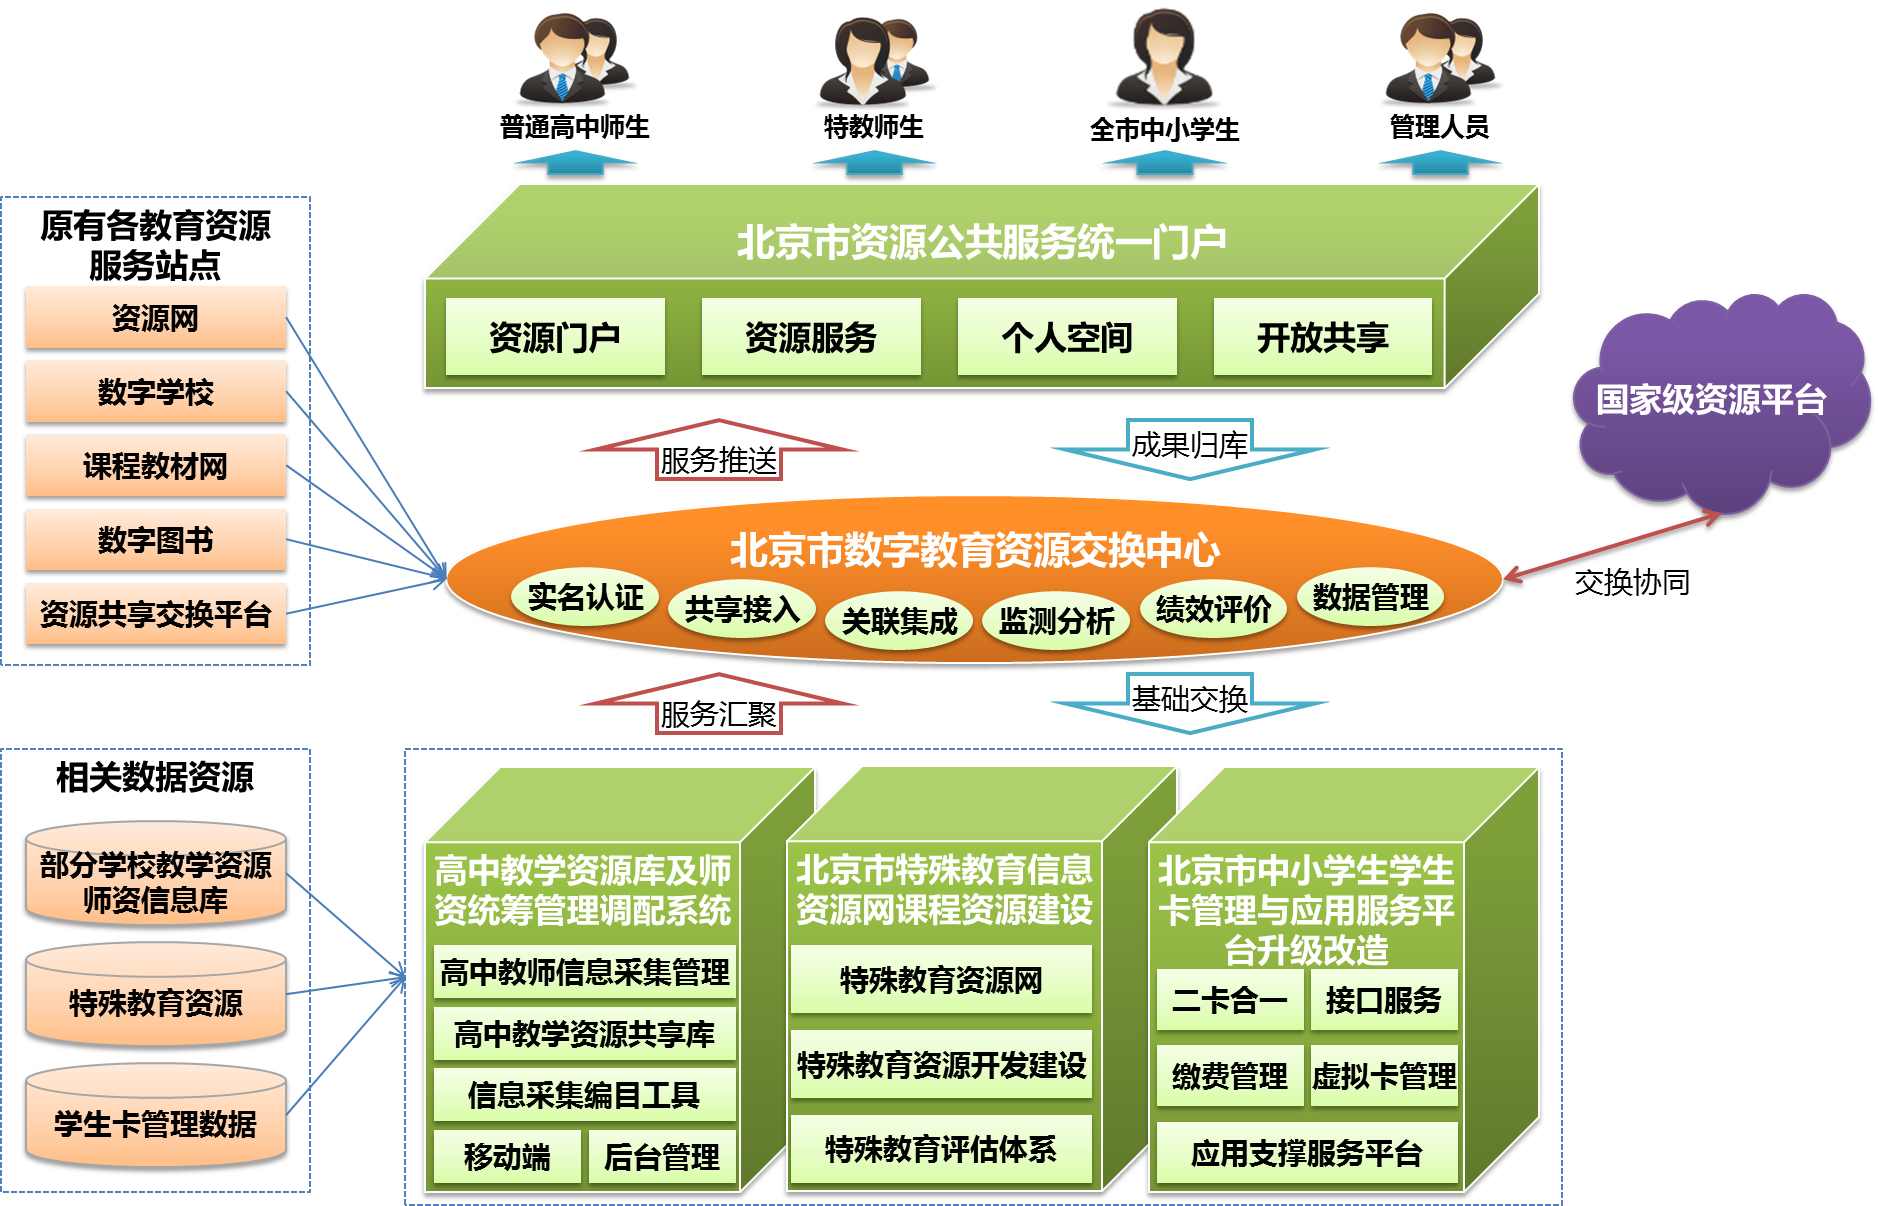 普通高中师生
特教师生
全市中小学生
管理人员
北京市资源公共服务统一门户
资源门户
资源服务
个人空间
开放共享
原有各教育资源
服务站点
资源网
数字学校
课程教材网
数字图书
资源共享交换平台
国家级资源平台
服务推送
成果归库
北京市数字教育资源交换中心
实名认证
共享接入
关联集成
监测分析
绩效评价
数据管理
交换协同
服务汇聚
基础交换
相关数据资源
部分学校教学资源
师资信息库
特殊教育资源
学生卡管理数据
高中教学资源库及师
资统筹管理调配系统
高中教师信息采集管理
高中教学资源共享库
信息采集编目工具
移动端
后台管理
北京市特殊教育信息
资源网课程资源建设
特殊教育资源网
特殊教育资源开发建设
特殊教育评估体系
北京市中小学生学生
卡管理与应用服务平
台升级改造
二卡合一
接口服务
缴费管理
虚拟卡管理
应用支撑服务平台